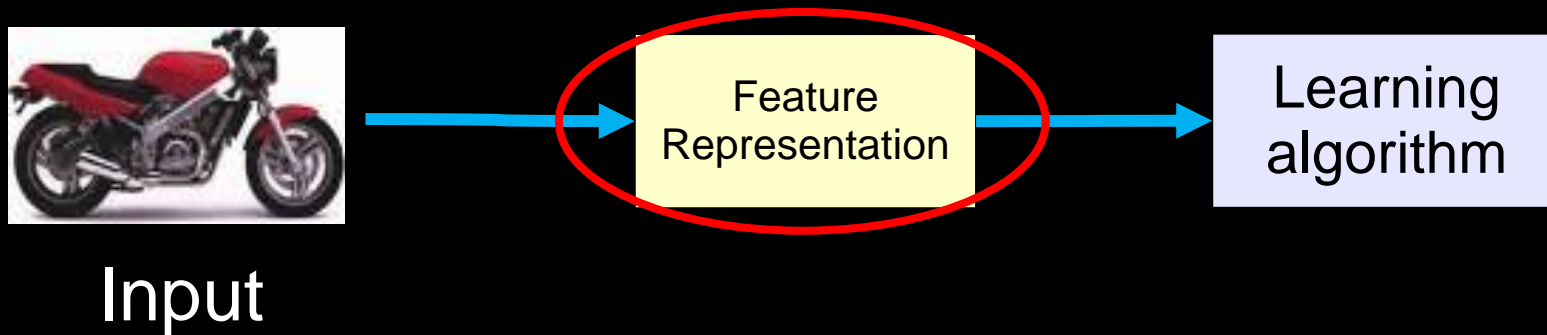 Feature
Representation
Learning
algorithm
Input